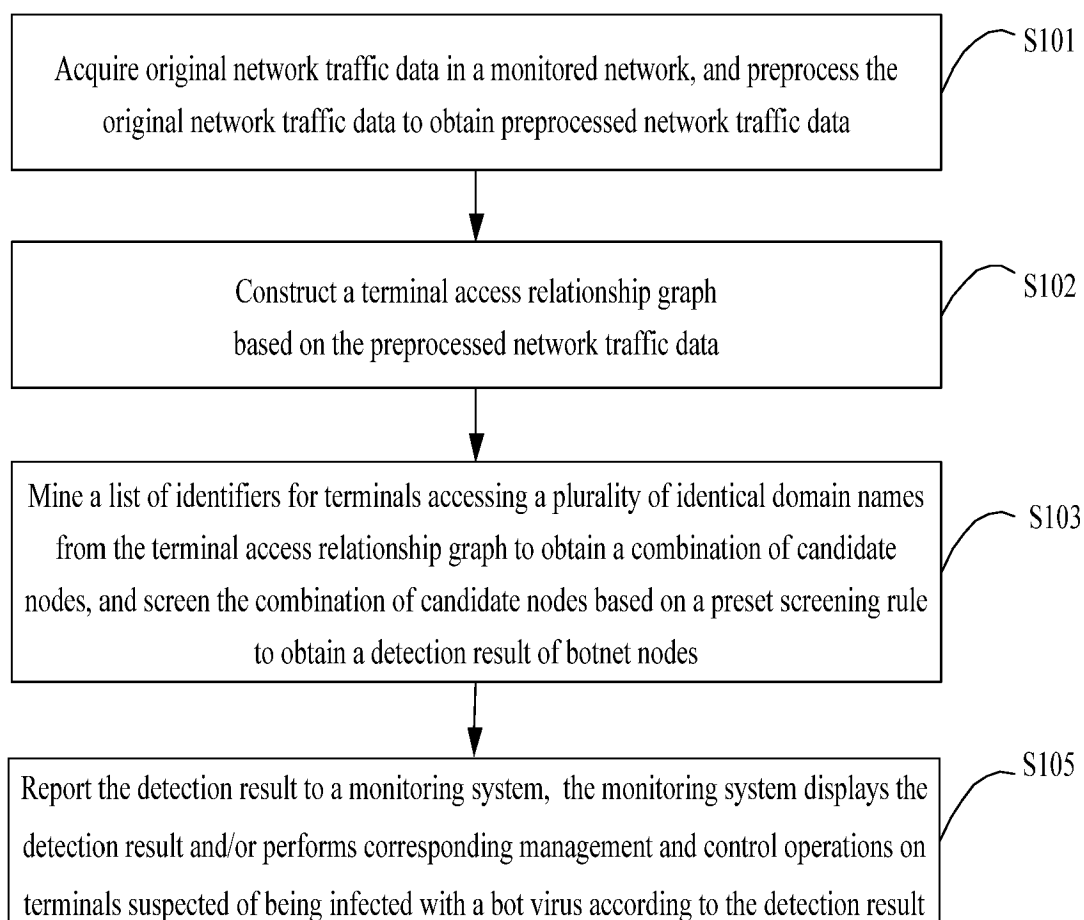 S101
Acquire original network traffic data in a monitored network, and preprocess the
original network traffic data to obtain preprocessed network traffic data
S102
Construct a terminal access relationship graph
based on the preprocessed network traffic data
S103
Mine a list of identifiers for terminals accessing a plurality of identical domain names
from the terminal access relationship graph to obtain a combination of candidate
nodes, and screen the combination of candidate nodes based on a preset screening rule
to obtain a detection result of botnet nodes
S105
Report the detection result to a monitoring system, the monitoring system displays the
detection result and/or performs corresponding management and control operations on
terminals suspected of being infected with a bot virus according to the detection result